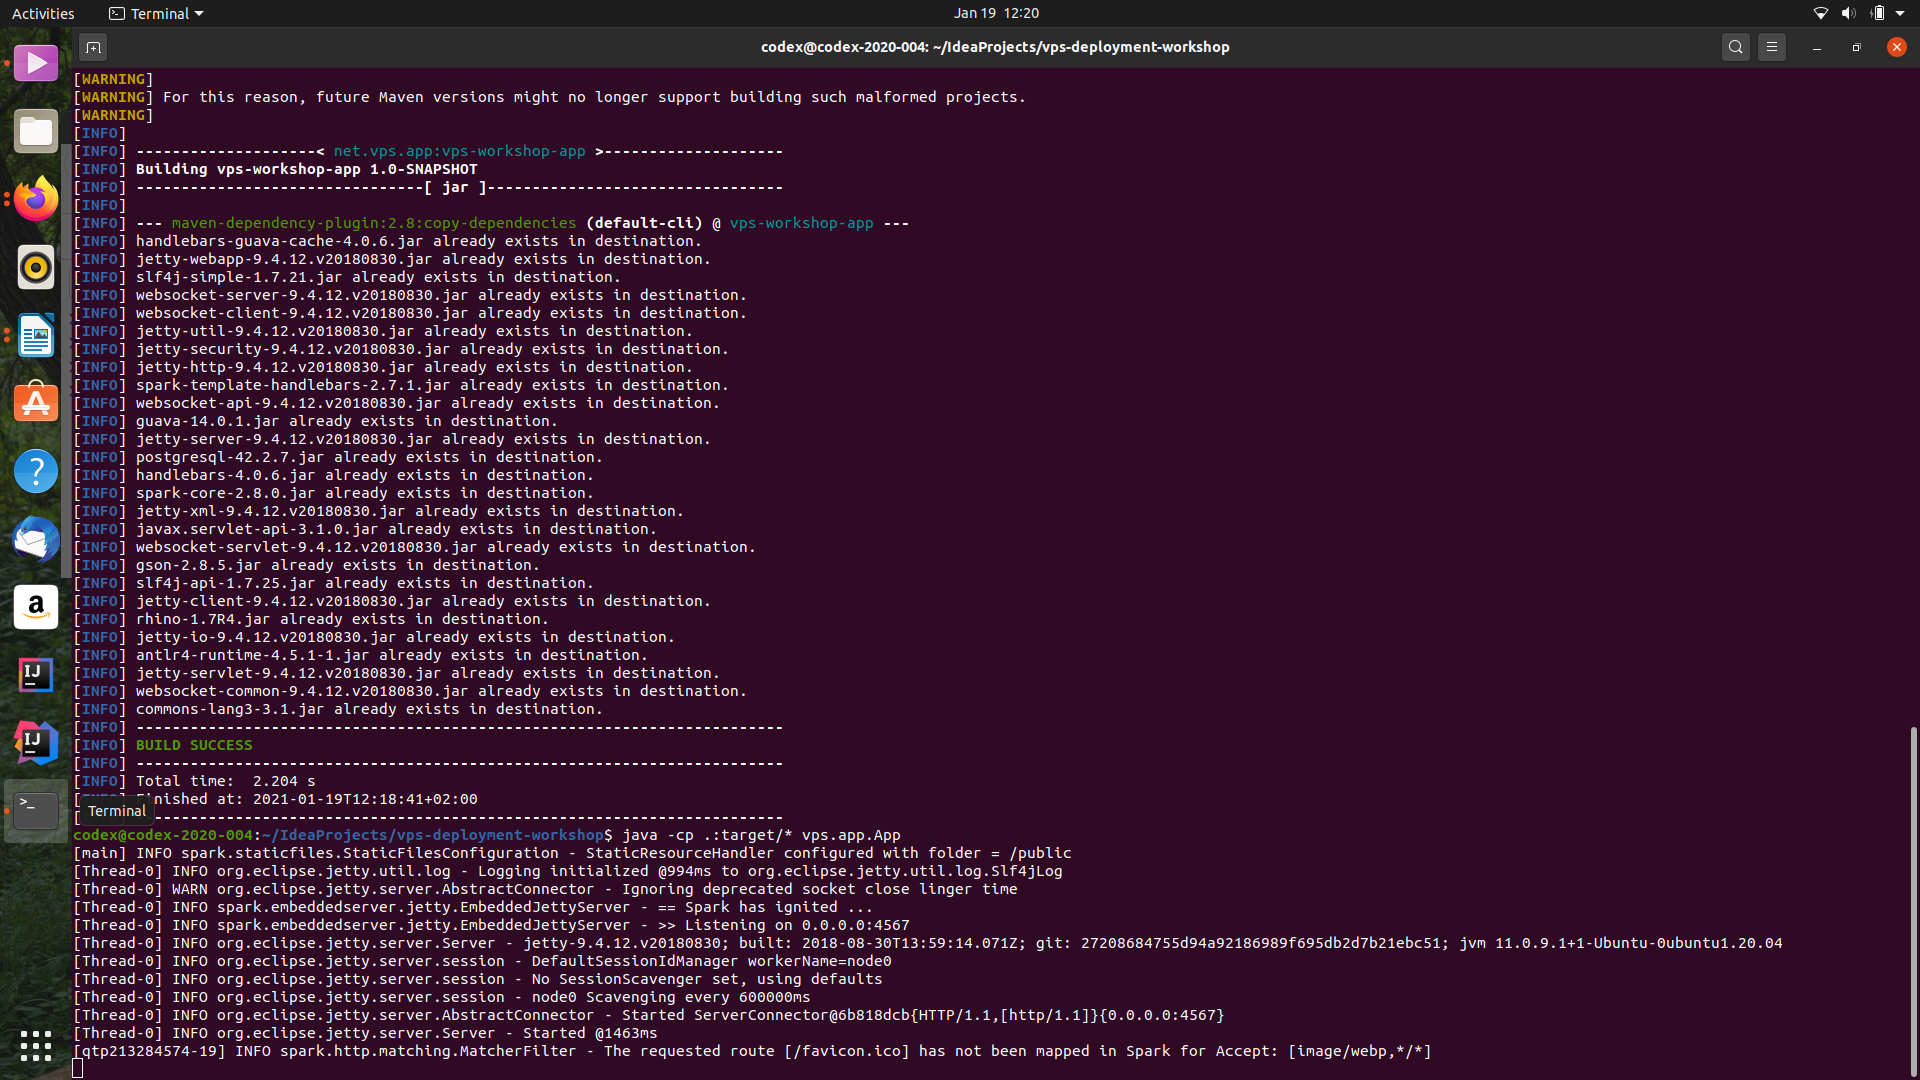 Activities
Terminal
Jan 19 12:20
codex@codex-2020-004: ~/IdeaProjects/vps-deployment-workshop
[WARNING]
[WARNING] For this reason, future Maven versions might no longer support building such malformed projects.
[WARNING]
[INFO]
[INFO] --------------------< net.vps.app:vps-workshop-app >--------------------
[INFO] Building vps-workshop-app 1.0-SNAPSHOT
[INFO] --------------------------------[ jar ]---------------------------------
[INFO]
[INFO] --- maven-dependency-plugin:2.8:copy-dependencies (default-cli) @ vps-workshop-app ---
[INFO] handlebars-guava-cache-4.0.6.jar already exists in destination.
[INFO] jetty-webapp-9.4.12.v20180830.jar already exists in destination.
[INFO] slf4j-simple-1.7.21.jar already exists in destination.
[INFO] websocket-server-9.4.12.v20180830.jar already exists in destination.
[INFO] websocket-client-9.4.12.v20180830.jar already exists in destination.
[INFO] jetty-util-9.4.12.v20180830.jar already exists in destination.
[INFO] jetty-security-9.4.12.v20180830.jar already exists in destination.
[INFO] jetty-http-9.4.12.v20180830.jar already exists in destination.
[INFO] spark-template-handlebars-2.7.1.jar already exists in destination.
[INFO] websocket-api-9.4.12.v20180830.jar already exists in destination.
[INFO] guava-14.0.1.jar already exists in destination.
[INFO] jetty-server-9.4.12.v20180830.jar already exists in destination.
[INFO] postgresql-42.2.7.jar already exists in destination.
[INFO] handlebars-4.0.6.jar already exists in destination.
[INFO] spark-core-2.8.0.jar already exists in destination.
[INFO] jetty-xml-9.4.12.v20180830.jar already exists in destination.
[INFO] javax.servlet-api-3.1.0.jar already exists in destination.
[INFO] websocket-servlet-9.4.12.v20180830.jar already exists in destination.
[INFO] gson-2.8.5.jar already exists in destination.
[INFO] slf4j-api-1.7.25.jar already exists in destination.
[INFO] jetty-client-9.4.12.v20180830.jar already exists in destination.
[INFO] rhino-1.7R4.jar already exists in destination.
[INFO] jetty-io-9.4.12.v20180830.jar already exists in destination.
[INFO] antlr4-runtime-4.5.1-1.jar already exists in destination.
[INFO] jetty-servlet-9.4.12.v20180830.jar already exists in destination.
[INFO] websocket-common-9.4.12.v20180830.jar already exists in destination.
[INFO] commons-lang3-3.1.jar already exists in destination.
[INFO] ------------------------------------------------------------------------
[INFO] BUILD SUCCESS
[INFO] ------------------------------------------------------------------------
[INFO] Total time:  2.204 s
at: 2021-01-19T12:18:41+02:00
Terminal
------------------------------------------------------------------------
codex@codex-2020-004:~/IdeaProjects/vps-deployment-workshop$ java -cp .:target/* vps.app.App
[main] INFO spark.staticfiles.StaticFilesConfiguration - StaticResourceHandler configured with folder = /public
[Thread-0] INFO org.eclipse.jetty.util.log - Logging initialized @994ms to org.eclipse.jetty.util.log.Slf4jLog
[Thread-0] WARN org.eclipse.jetty.server.AbstractConnector - Ignoring deprecated socket close linger time
[Thread-0] INFO spark.embeddedserver.jetty.EmbeddedJettyServer - == Spark has ignited ...
[Thread-0] INFO spark.embeddedserver.jetty.EmbeddedJettyServer - >> Listening on 0.0.0.0:4567
[Thread-0] INFO org.eclipse.jetty.server.Server - jetty-9.4.12.v20180830; built: 2018-08-30T13:59:14.071Z; git: 27208684755d94a92186989f695db2d7b21ebc51; jvm 11.0.9.1+1-Ubuntu-0ubuntu1.20.04
[Thread-0] INFO org.eclipse.jetty.server.session - DefaultSessionIdManager workerName=node0
[Thread-0] INFO org.eclipse.jetty.server.session - No SessionScavenger set, using defaults
[Thread-0] INFO org.eclipse.jetty.server.session - node0 Scavenging every 600000ms
[Thread-0] INFO org.eclipse.jetty.server.AbstractConnector - Started ServerConnector@6b818dcb{HTTP/1.1,[http/1.1]}{0.0.0.0:4567}
[Thread-0] INFO org.eclipse.jetty.server.Server - Started @1463ms
[qtp213284574-19] INFO spark.http.matching.MatcherFilter - The requested route [/favicon.ico] has not been mapped in Spark for Accept: [image/webp,*/*]